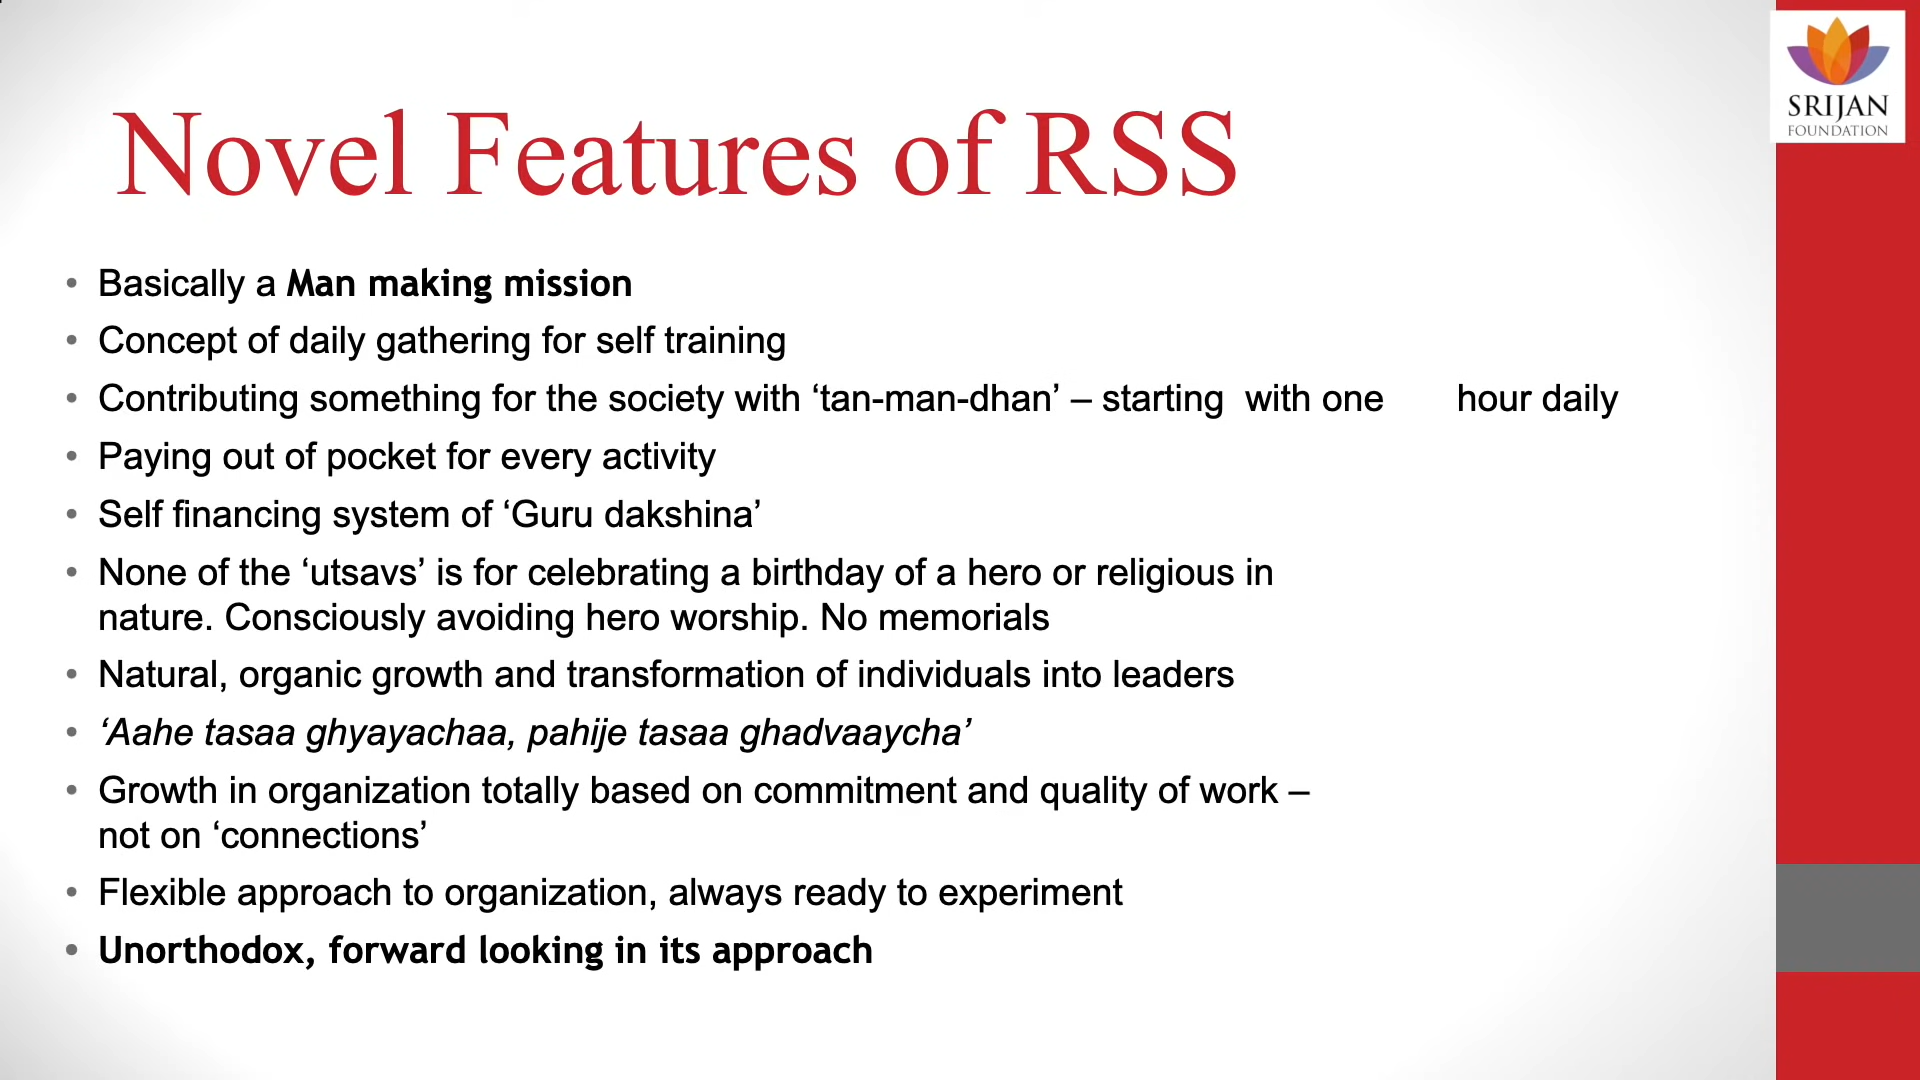 SRIJAN
FOUNDATION
Novel Features of RSS
• Basically a Man making mission
• Concept of daily gathering for self training
• Contributing something for the society with ‘tan-man-dhan’ – starting  with one       hour daily
• Paying out of pocket for every activity
• Self financing system of ‘Guru dakshina’
• None of the ‘utsavs’ is for celebrating a birthday of a hero or religious in
nature. Consciously avoiding hero worship. No memorials
• Natural, organic growth and transformation of individuals into leaders
• ‘Aahe tasaa ghyayachaa, pahije tasaa ghadvaaycha’
• Growth in organization totally based on commitment and quality of work –
not on ‘connections’
• Flexible approach to organization, always ready to experiment
• Unorthodox, forward looking in its approach